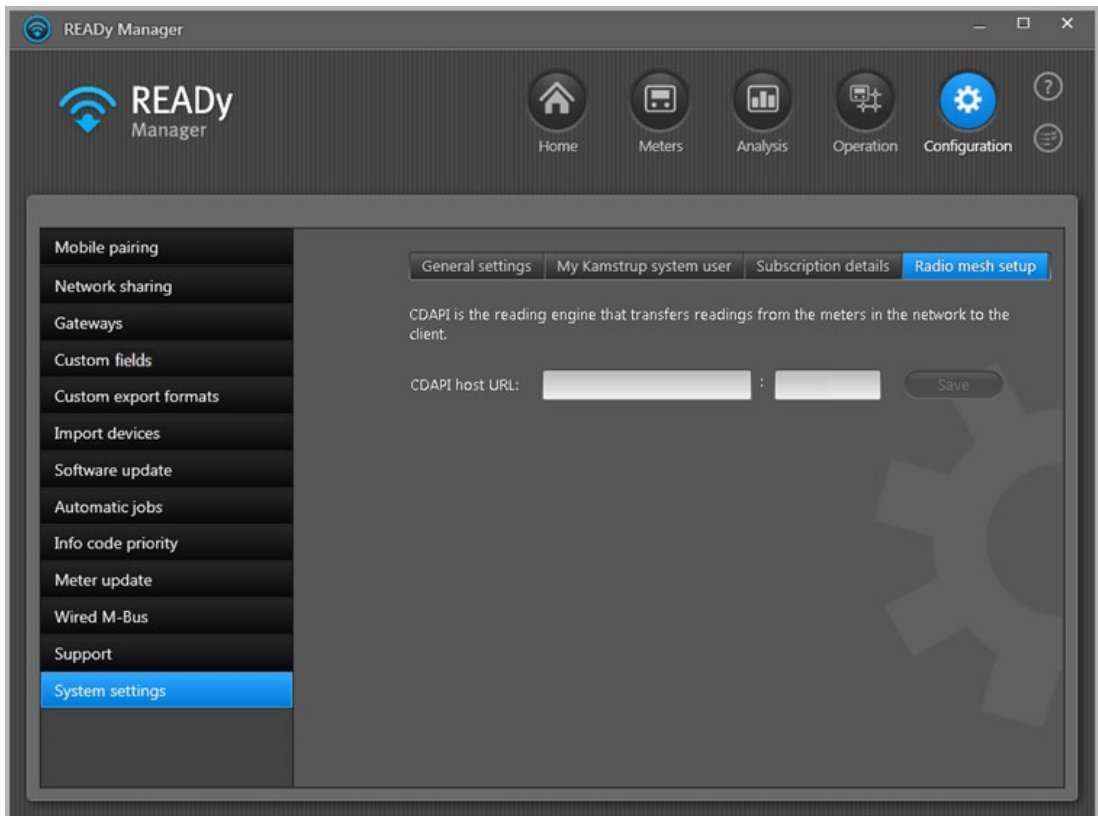 READy Manager
READy
Manager
Home
Meters
Analysis
Operation
Configuration
?
Mobile pairing
Network sharing
Gateways
Custom fields
Custom export formats
Import devices
Software update
Automatic jobs
Info code priority
Meter update
Wired M-Bus
Support
System settings
General settings
My Kamstrup system user
Subscription details
Radio mesh setup
CDAPI is the reading engine that transfers readings from the meters in the network to the
client.
CDAPI host URL:
:
Save